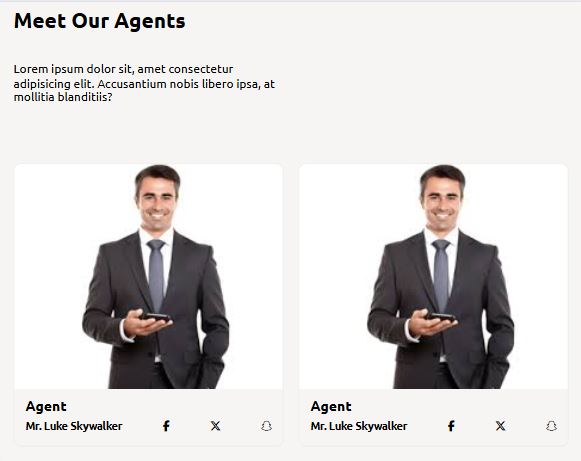 Meet Our Agents
Lorem ipsum dolor sit, amet consectetur
adipisicing elit. Accusantium nobis libero ipsa, at
mollitia blanditiis?
Agent
Mr. Luke Skywalker
Agent
Mr. Luke Skywalker